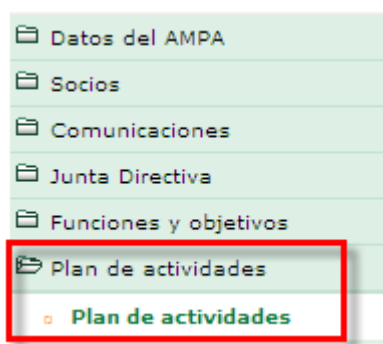 Datos del AMPA
Socios
Comunicaciones
Junta Directiva
Funciones y objetivos
Plan de actividades
Plan de actividades